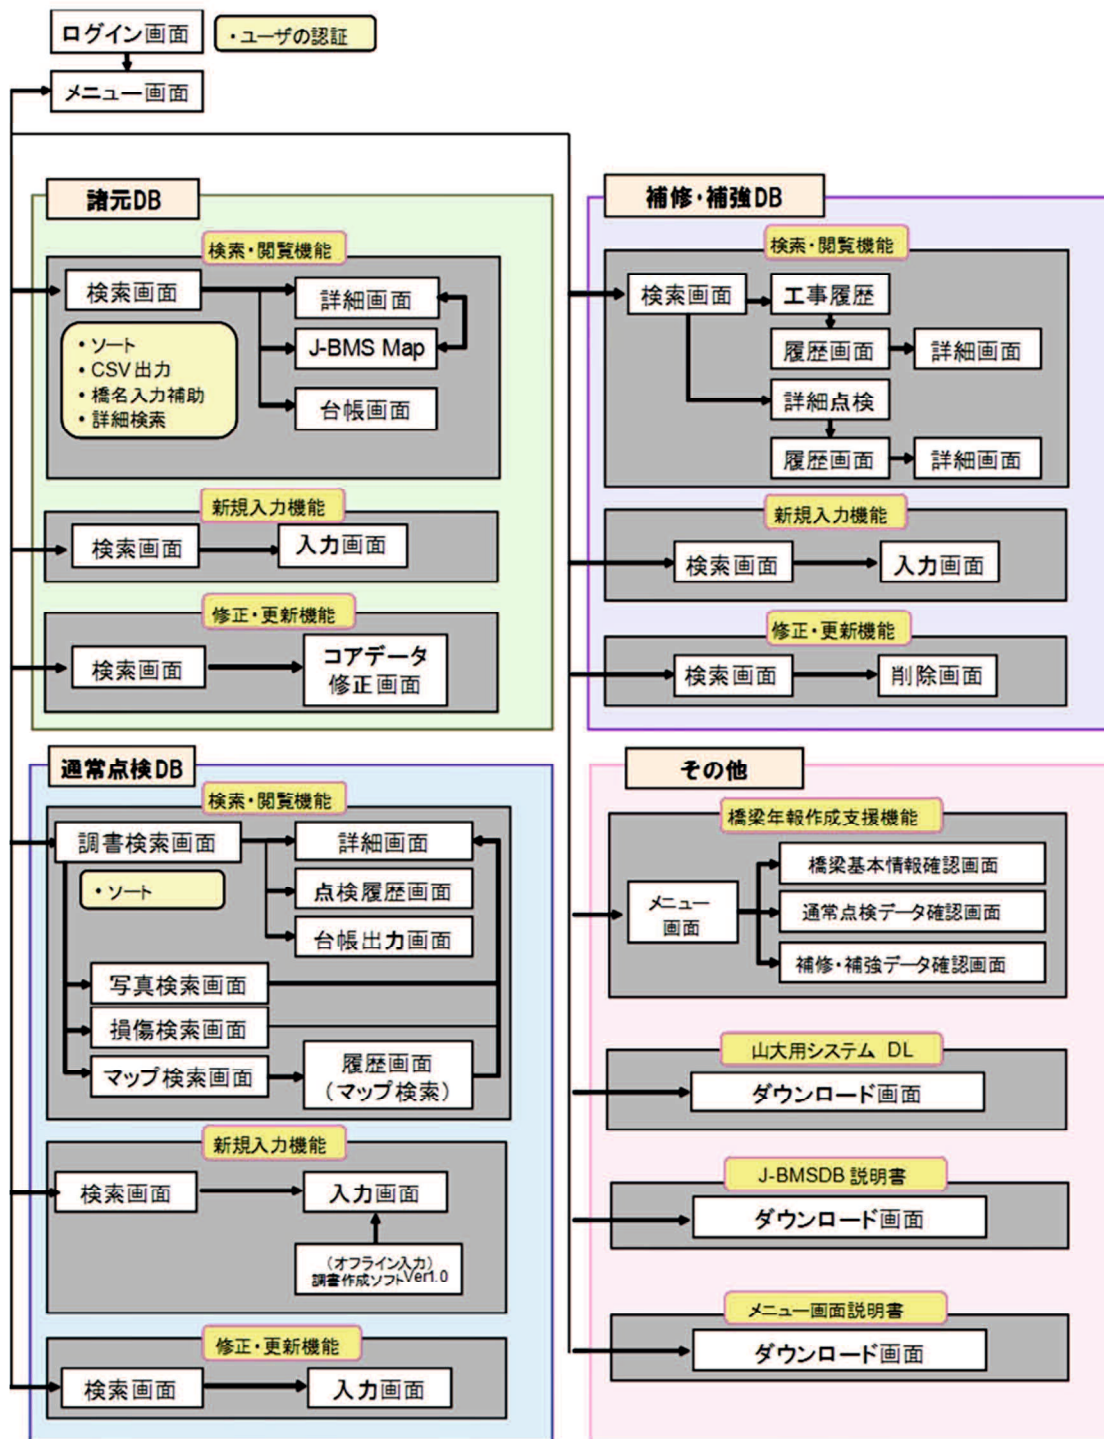 ログイン画面
・ユーザの認証
メニュー画面
諸元DB
検索・閲覧機能
検索画面
詳細画面
J-BMS Map
台帳画面
・ソート
・CSV出力
・橋名入力補助
・詳細検索
新規入力機能
検索画面
入力画面
修正・更新機能
検索画面
コアデータ
修正画面
補修・補強DB
検索・閲覧機能
検索画面
工事履歴
履歴画面
詳細画面
詳細点検
履歴画面
詳細画面
新規入力機能
検索画面
入力画面
修正・更新機能
検索画面
削除画面
通常点検DB
検索・閲覧機能
調書検索画面
詳細画面
・ソート
点検履歴画面
台帳出力画面
写真検索画面
損傷検索画面
マップ検索画面
履歴画面
(マップ検索)
新規入力機能
検索画面
入力画面
(オフライン入力)
調書作成ソフトVer1.0
修正・更新機能
検索画面
入力画面
その他
橋梁年報作成支援機能
メニュー
画面
橋梁基本情報確認画面
通常点検データ確認画面
補修・補強データ確認画面
山大用システム DL
ダウンロード画面
J-BMSDB説明書
ダウンロード画面
メニュー画面説明書
ダウンロード画面